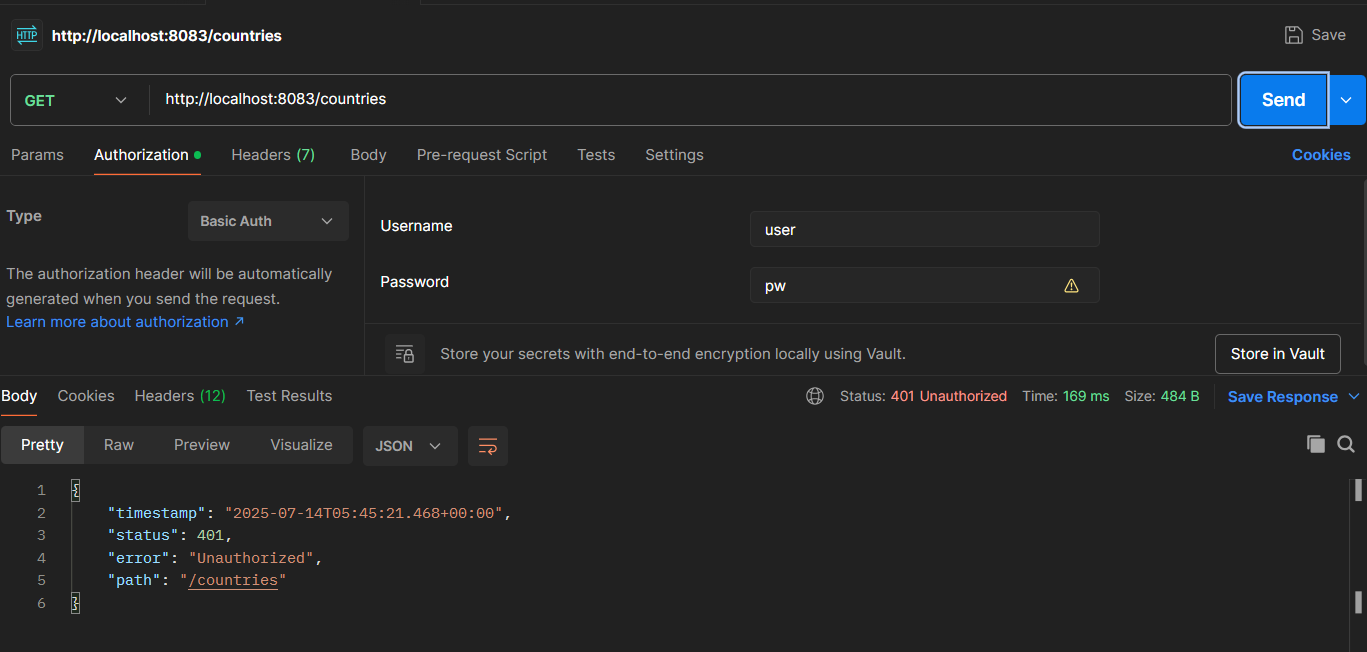 HTTP http://localhost:8083/countries Save
GET http://localhost:8083/countries Send
Params Authorization Headers (7) Body Pre-request Script Tests Settings Cookies
Type Basic Auth
The authorization header will be automatically
generated when you send the request.
Learn more about authorization ↗
Username user
Password pw
Store your secrets with end-to-end encryption locally using Vault. Store in Vault
Body Cookies Headers (12) Test Results Status: 401 Unauthorized Time: 169 ms Size: 484 B Save Response
Pretty Raw Preview Visualize JSON
1 {
2 "timestamp": "2025-07-14T05:45:21.468+00:00",
3 "status": 401,
4 "error": "Unauthorized",
5 "path": "/countries"
6 }